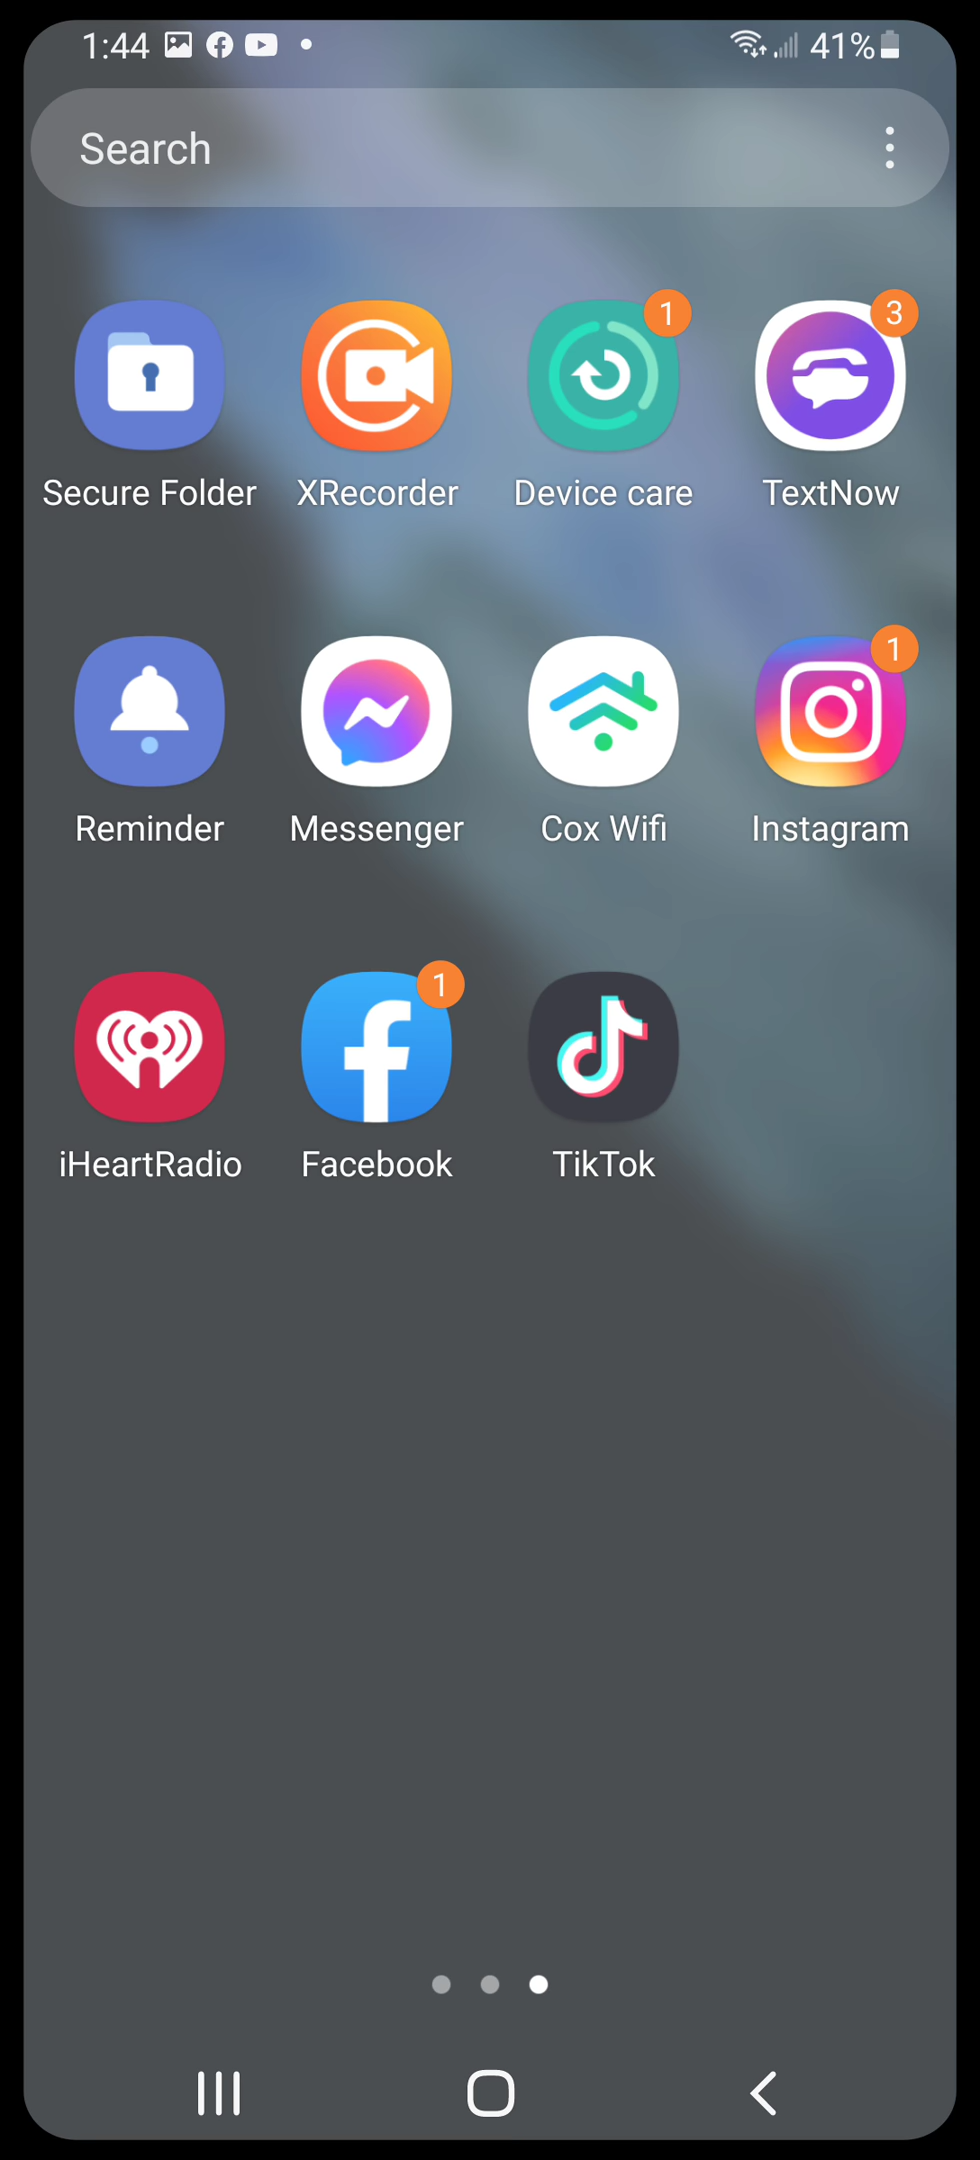 1:44 41%
Search
1 3
Secure Folder XRecorder Device care TextNow
1
Reminder Messenger Cox Wifi Instagram
1
iHeartRadio Facebook TikTok